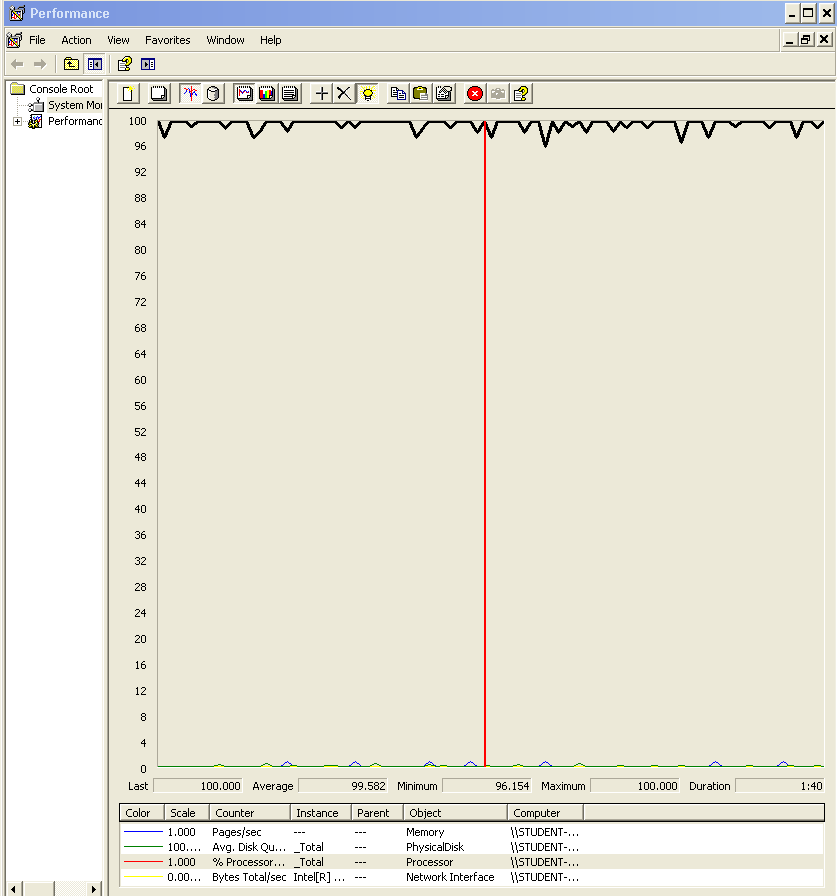 Performance
File Action View Favorites Window Help
Console Root
System Mo
Performanc
100
96
92
88
84
80
76
72
68
64
60
56
52
48
44
40
36
32
28
24
20
16
12
8
4
0
Last 100.000 Average 99.582 Minimum 96.154 Maximum 100.000 Duration 1:40
Color Scale Counter Instance Parent Object Computer
1.000 Pages/sec --- --- Memory \\STUDENT-...
100.... Avg. Disk Qu... _Total --- PhysicalDisk \\STUDENT-...
1.000 % Processor... _Total --- Processor \\STUDENT-...
0.00... Bytes Total/sec Intel[R] ... --- Network Interface \\STUDENT-...